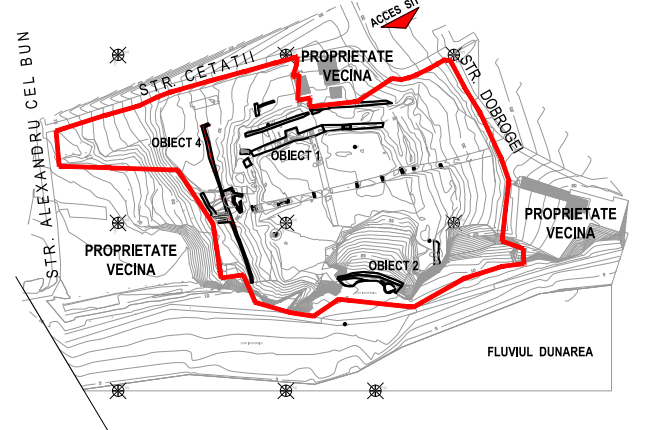 ACCES SIT
STR. CETATII
PROPRIETATE
VECINA
STR. ALEXANDRU CEL BUN
STR. DOBROGEI
OBIECT 4
OBIECT 1
PROPRIETATE
VECINA
PROPRIETATE
VECINA
OBIECT 2
FLUVIUL DUNAREA